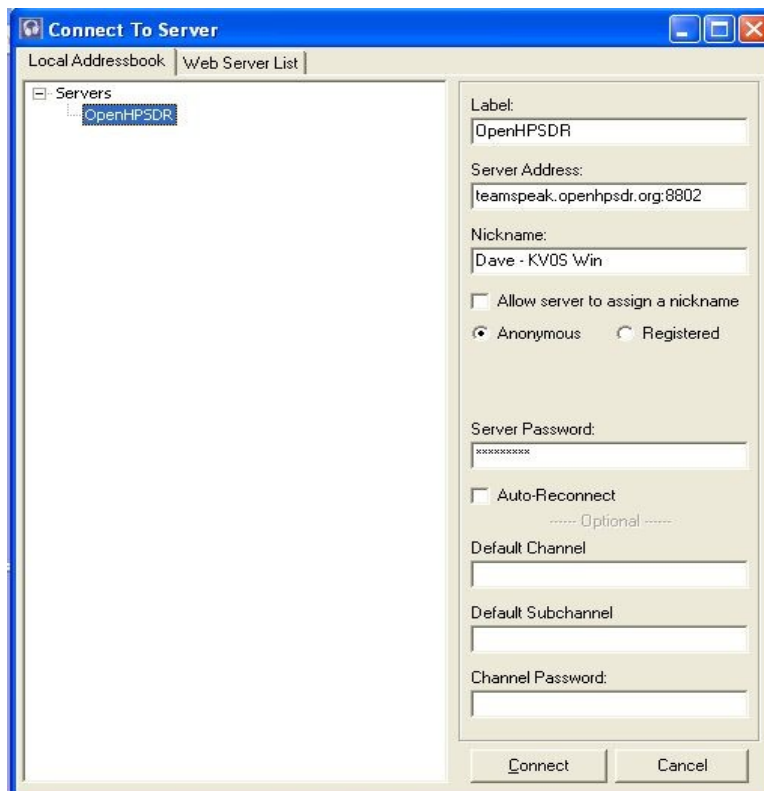 Connect To Server
Local Addressbook
Web Server List
Servers
OpenHPSDR
Label:
OpenHPSDR
Server Address:
teamspeak.openhpsdr.org:8802
Nickname:
Dave - KV0S Win
Allow server to assign a nickname
Anonymous Registered
Server Password:
*********
Auto-Reconnect
------ Optional ------
Default Channel
Default Subchannel
Channel Password:
Connect Cancel